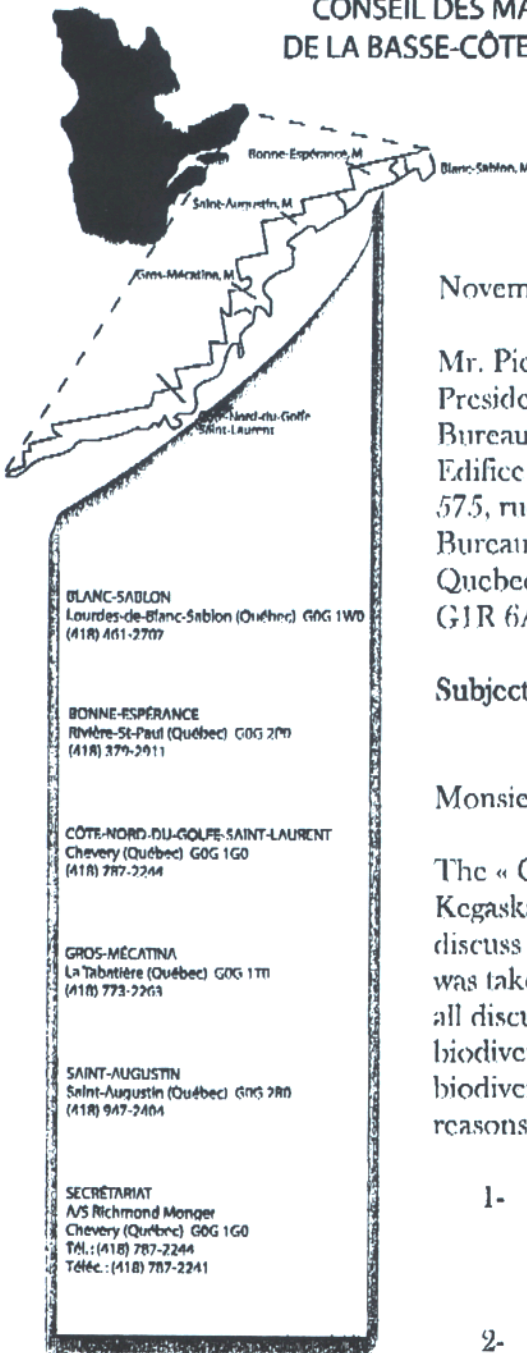 CONSEIL DES MA
DE LA BASSE-CÔTE
Bonne-Espérance, M
Blanc-Sablon, M
Saint-Augustin, M
Gros-Mécatina, M
Côte-Nord-du-Golfe
Saint-Laurent
BLANC-SABLON
Lourdes-de-Blanc-Sablon (Québec) G0G 1W0
(418) 461-2707
BONNE-ESPÉRANCE
Rivière-St-Paul (Québec) G0G 2P0
(418) 379-2911
CÔTE-NORD-DU-GOLFE-SAINT-LAURENT
Chevery (Québec) G0G 1G0
(418) 787-2244
GROS-MÉCATINA
La Tabatière (Québec) G0G 1T0
(418) 773-2263
SAINT-AUGUSTIN
Saint-Augustin (Québec) G0G 2R0
(418) 947-2404
SECRÉTARIAT
A/S Richmond Monger
Chevery (Québec) G0G 1G0
Tél.: (418) 787-2244
Téléc.: (418) 787-2241
Novem
Mr. Pie
Preside
Bureau
Edifice
575, ru
Bureau
Quebec
G1R 6A
Subject
Monsie
The « C
Kegask
discuss
was take
all discu
biodive
biodive
reasons
1-
2-